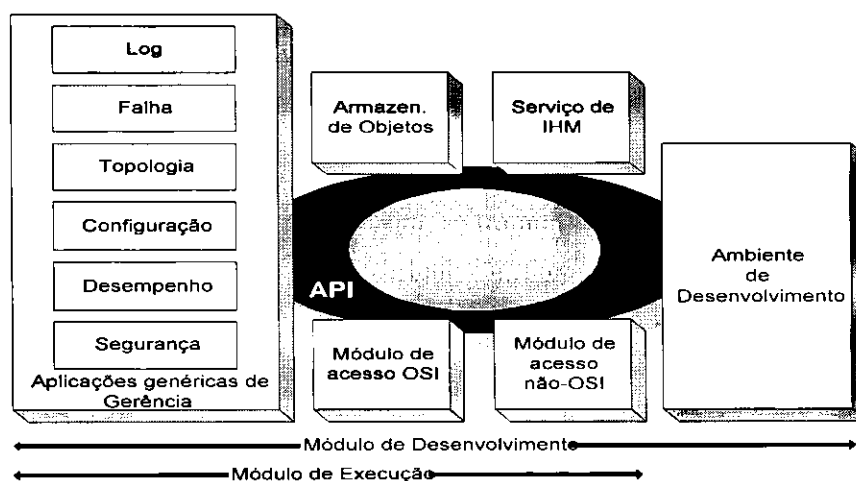 Log
Falha
Topologia
Configuração
Desempenho
Segurança
Aplicações genéricas de
Gerência
Armazen.
de Objetos
Serviço de
IHM
API
Módulo de
acesso OSI
Módulo de
acesso
não-OSI
Ambiente
de
Desenvolvimento
Módulo de Desenvolvimento
Módulo de Execução